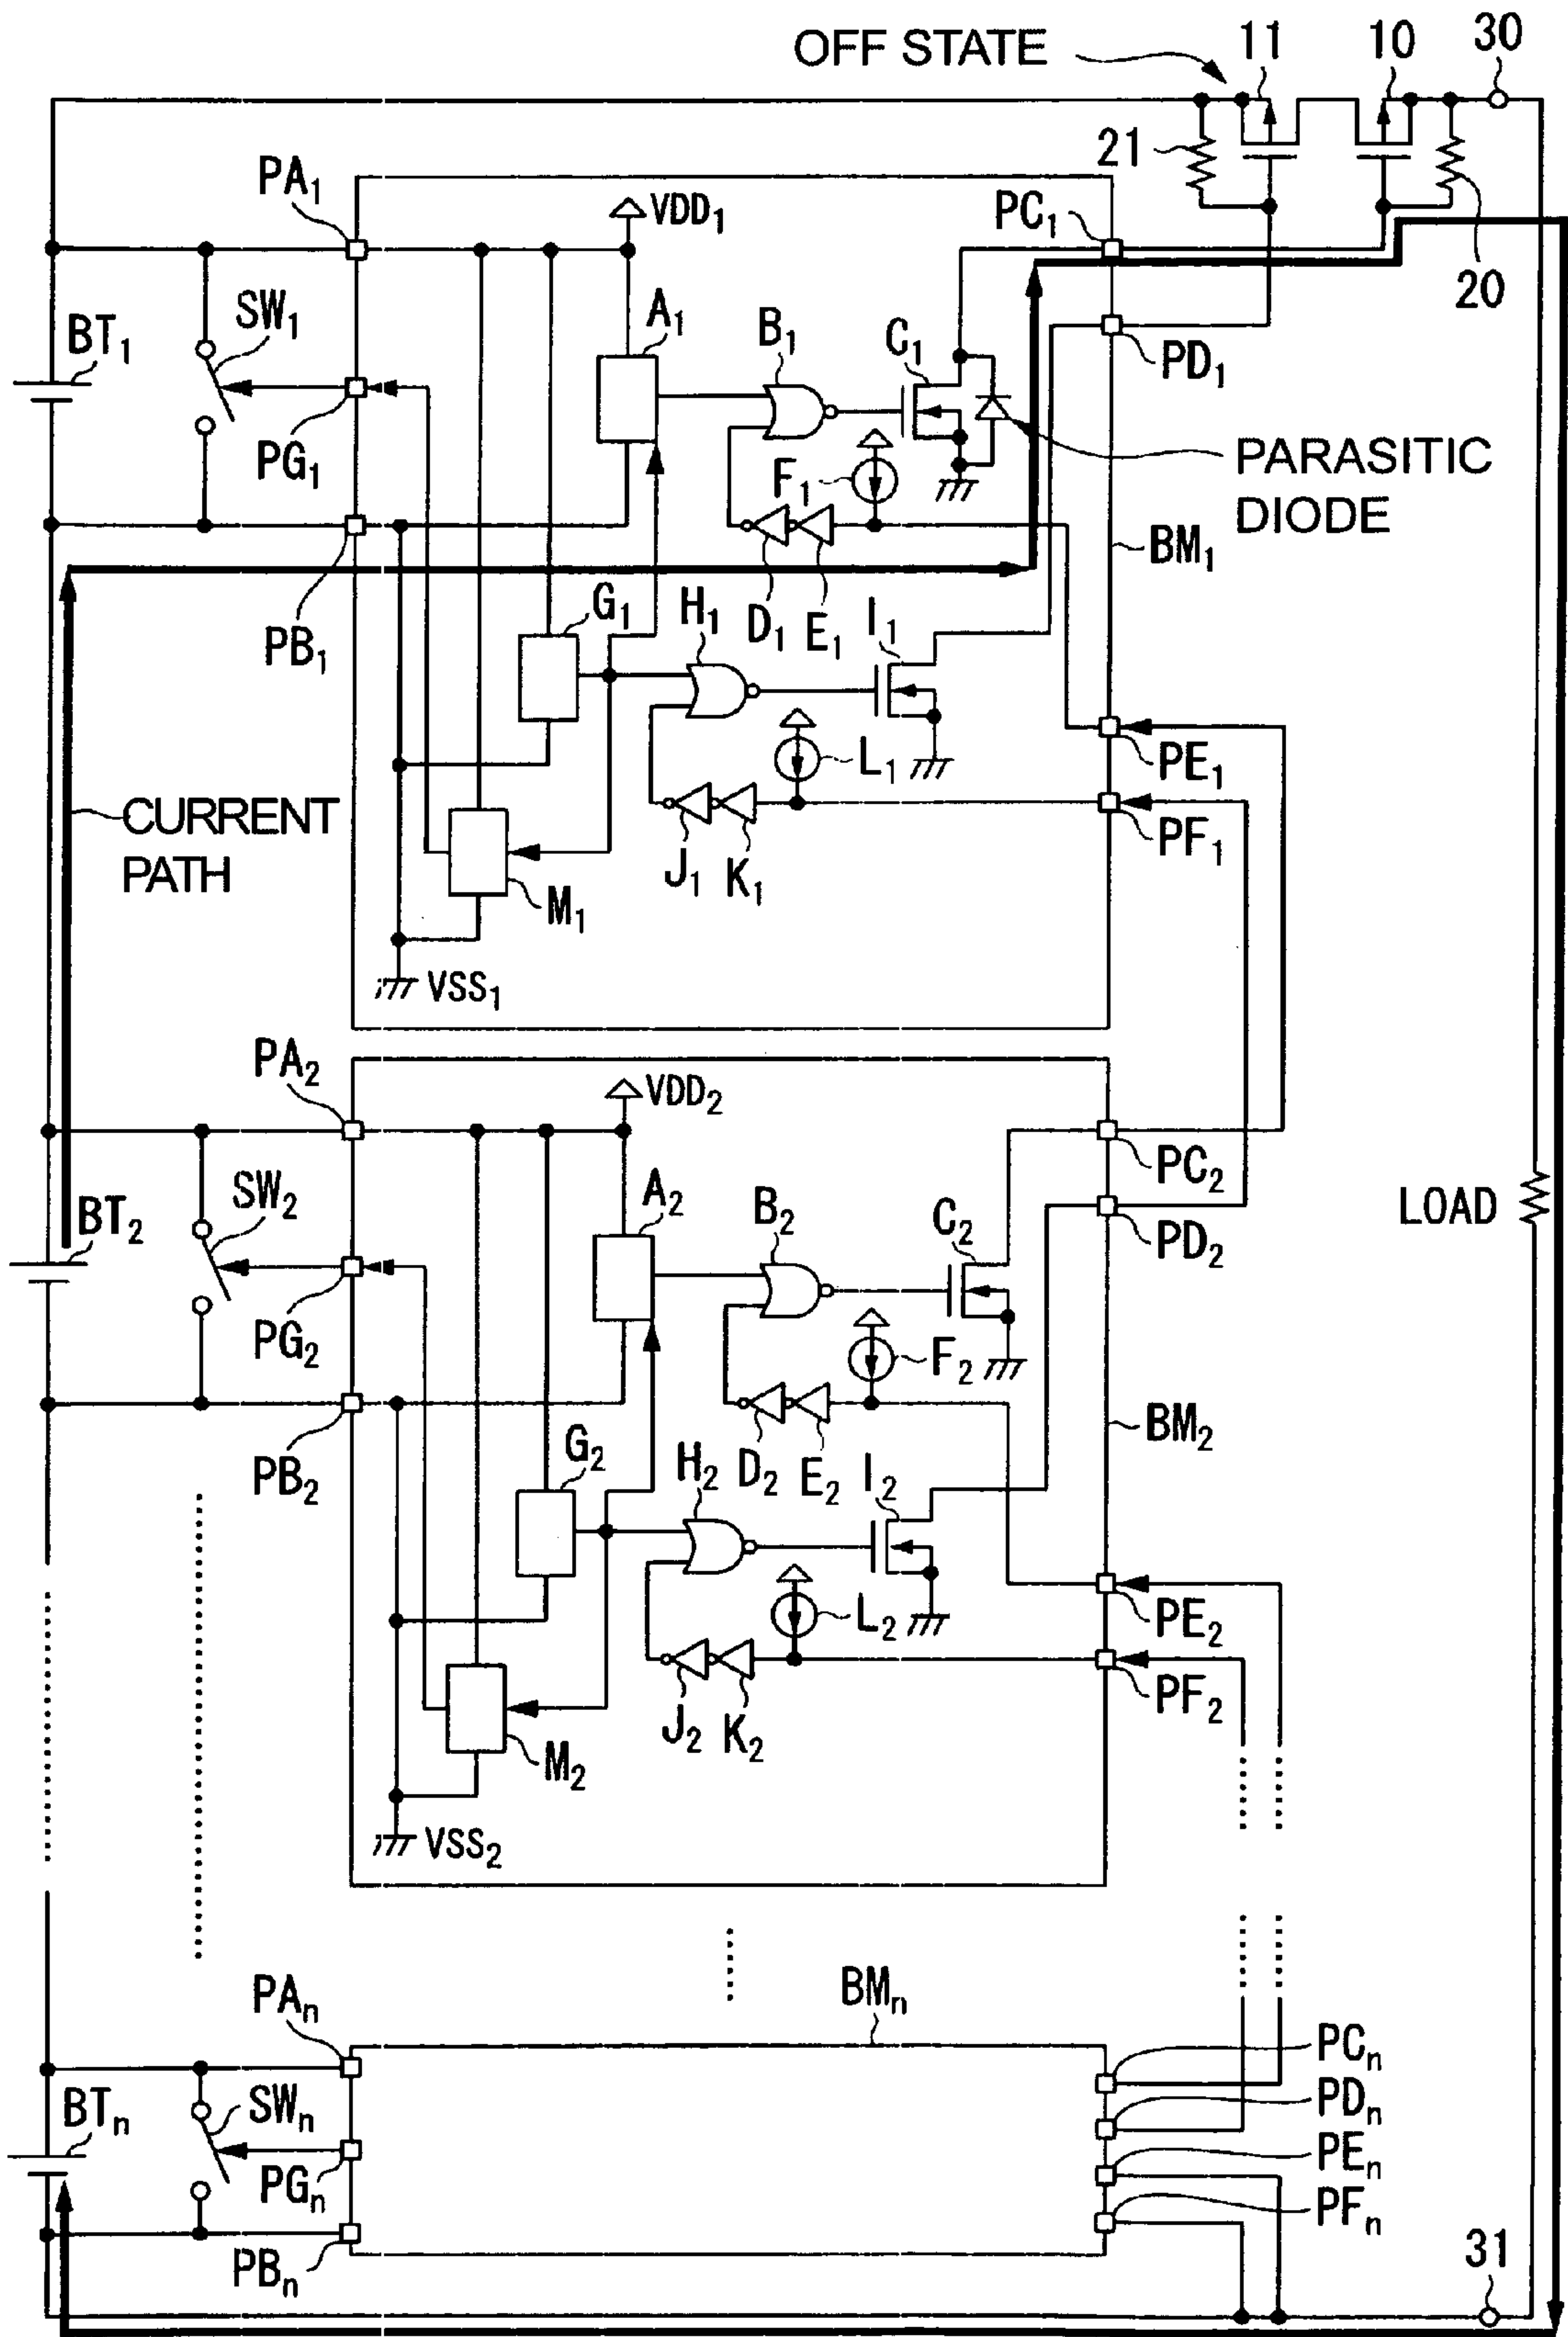 OFF STATE
11
10
30
21
20
PA₁
VDD₁
PC₁
SW₁
A₁
B₁
C₁
PD₁
BT₁
PG₁
F₁
PARASITIC
DIODE
BM₁
PB₁
G₁
H₁
D₁
E₁
I₁
L₁
PE₁
CURRENT
PATH
J₁
K₁
PF₁
M₁
VSS₁
PA₂
VDD₂
PC₂
SW₂
A₂
B₂
C₂
PD₂
LOAD
BT₂
PG₂
F₂
BM₂
PB₂
G₂
H₂
D₂
E₂
I₂
L₂
PE₂
J₂
K₂
PF₂
M₂
VSS₂
PAₙ
BMₙ
PCₙ
BTₙ
SWₙ
PDₙ
PGₙ
PEₙ
PFₙ
PBₙ
31